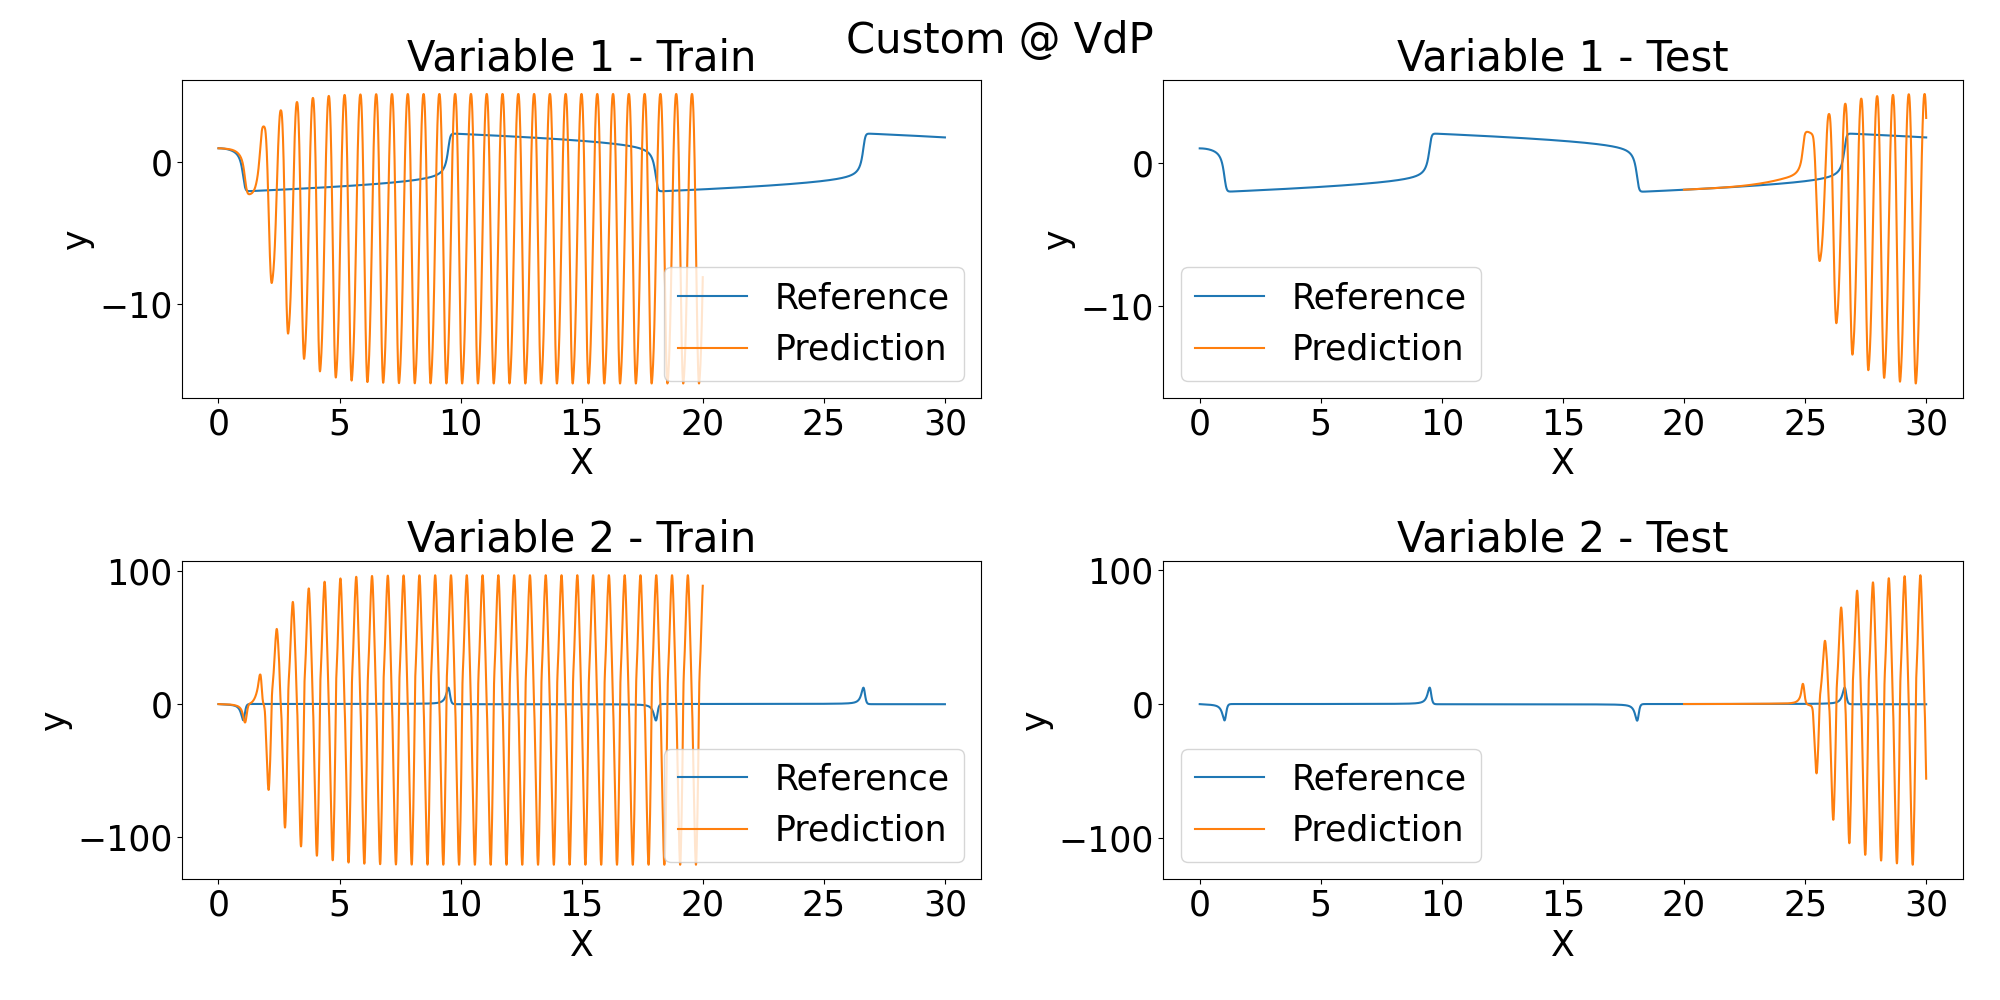 Custom @ VdP
Variable 1 - Train
0
−10
y
0 5 10 15 20 25 30
X
Reference
Prediction
Variable 1 - Test
0
−10
y
0 5 10 15 20 25 30
X
Reference
Prediction
Variable 2 - Train
100
0
−100
y
0 5 10 15 20 25 30
X
Reference
Prediction
Variable 2 - Test
100
0
−100
y
0 5 10 15 20 25 30
X
Reference
Prediction